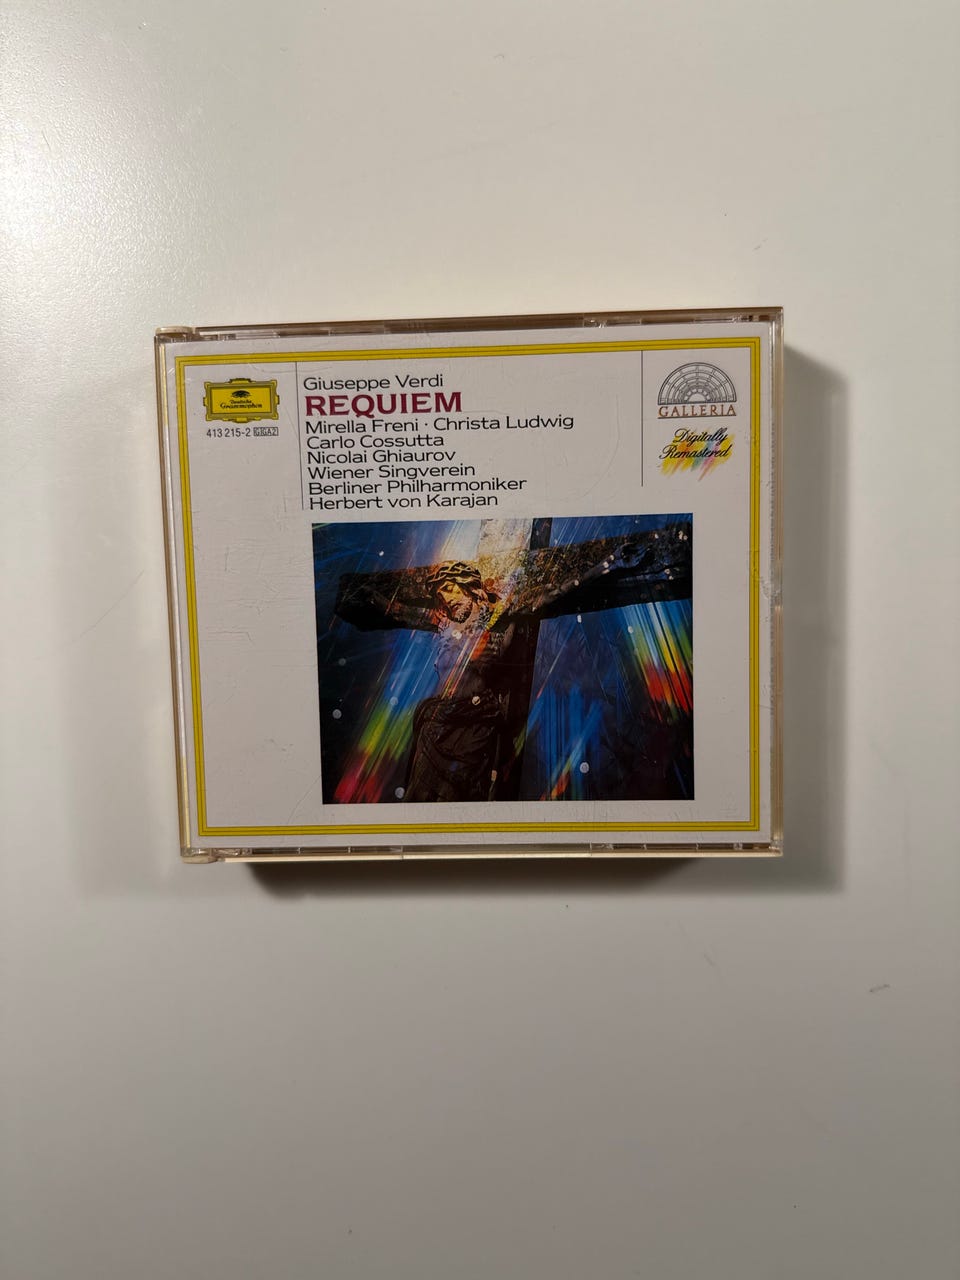 Deutsche
Grammophon
413 215-2 GGA2
Giuseppe Verdi
REQUIEM
Mirella Freni · Christa Ludwig
Carlo Cossutta
Nicolai Ghiaurov
Wiener Singverein
Berliner Philharmoniker
Herbert von Karajan
GALLERIA
Digitally
Remastered